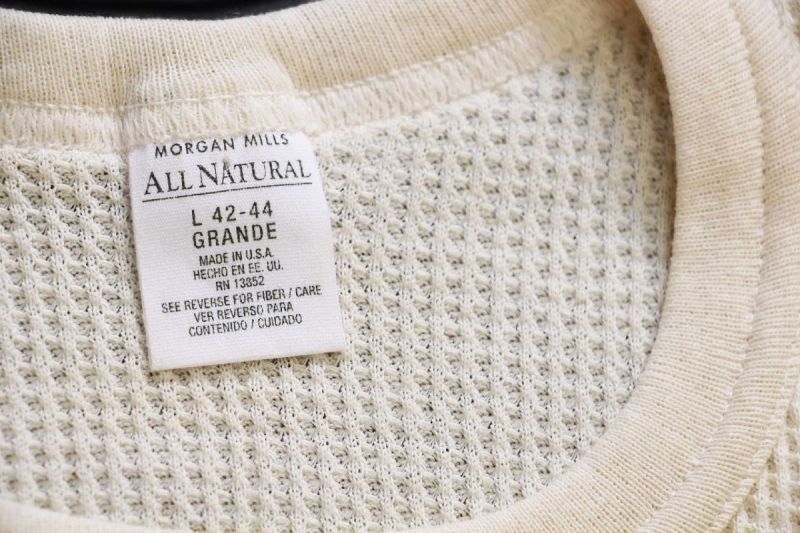 MORGAN MILLS
ALL NATURAL
L 42-44
GRANDE
MADE IN U.S.A.
HECHO EN EE. UU.
RN 13852
SEE REVERSE FOR FIBER / CARE
VER REVERSO PARA
CONTENIDO / CUIDADO